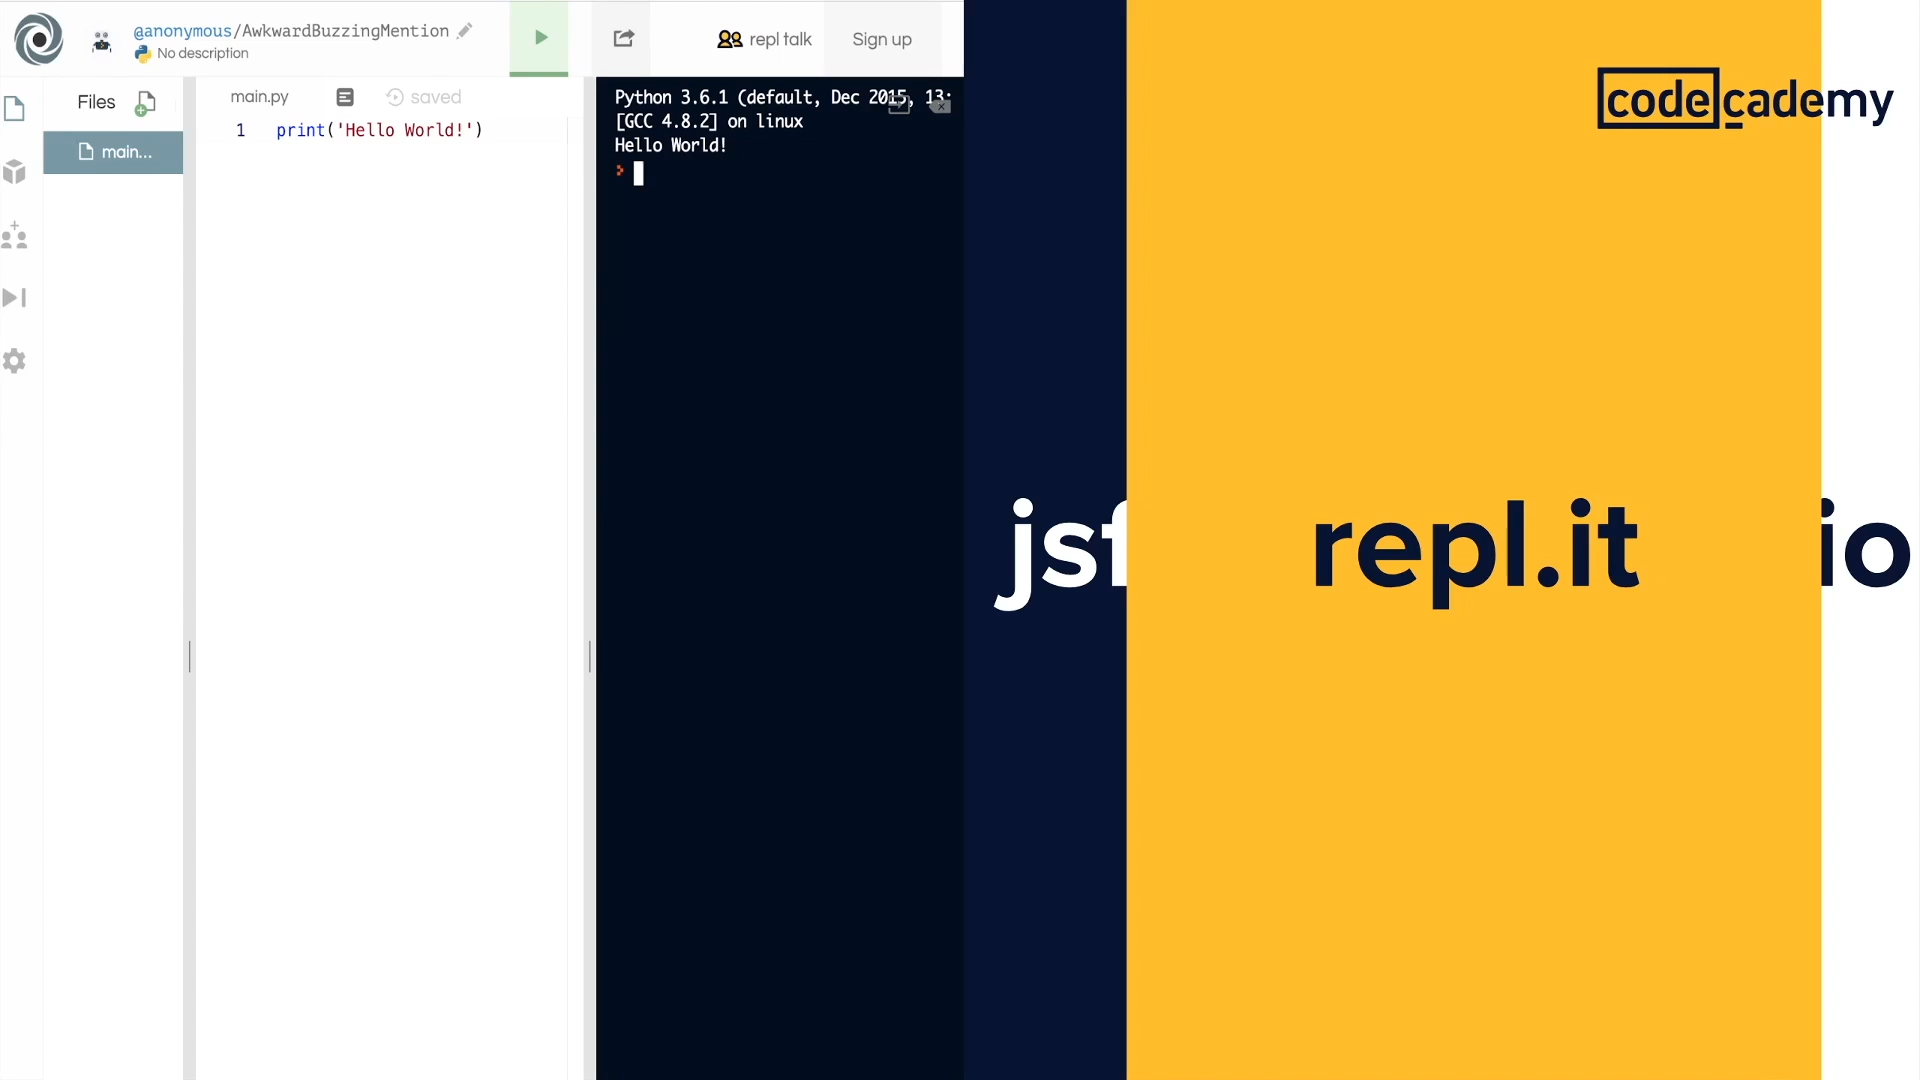 @anonymous/AwkwardBuzzingMention
No description
repl talk
Sign up
Files
main...
main.py
saved
1 print('Hello World!')
Python 3.6.1 (default, Dec 2015, 13:
[GCC 4.8.2] on linux
Hello World!
codecademy
jsf
repl.it
io